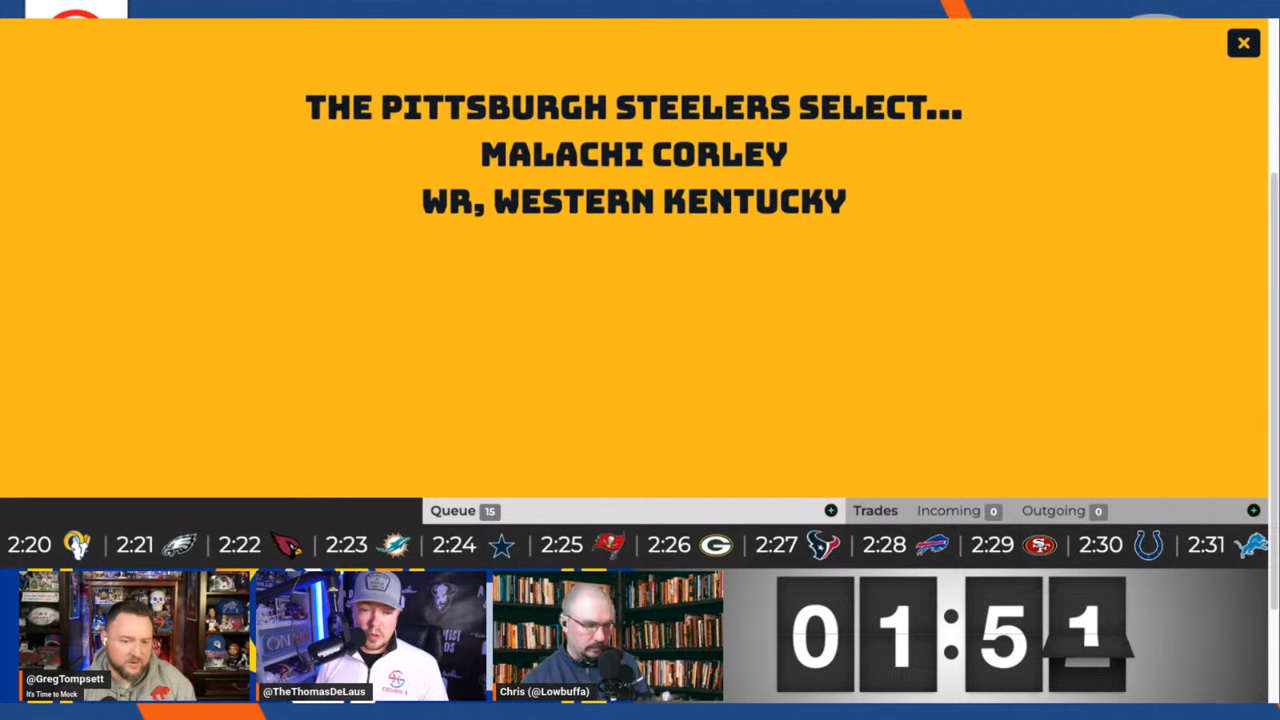 THE PITTSBURGH STEELERS SELECT...
MALACHI CORLEY
WR, WESTERN KENTUCKY
Queue 15
Trades Incoming 0 Outgoing 0
2:20 2:21 2:22 2:23 2:24 2:25 2:26 2:27 2:28 2:29 2:30 2:31
01:51
@GregTompsett
It's Time to Mock
@TheThomasDeLaus
Chris (@Lowbuffa)